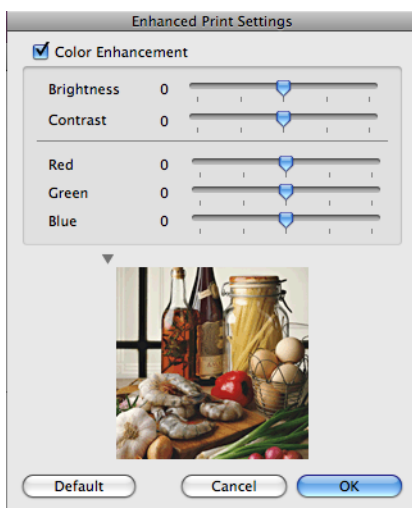 Enhanced Print Settings
Color Enhancement
Brightness 0
Contrast 0
Red 0
Green 0
Blue 0
Default Cancel OK